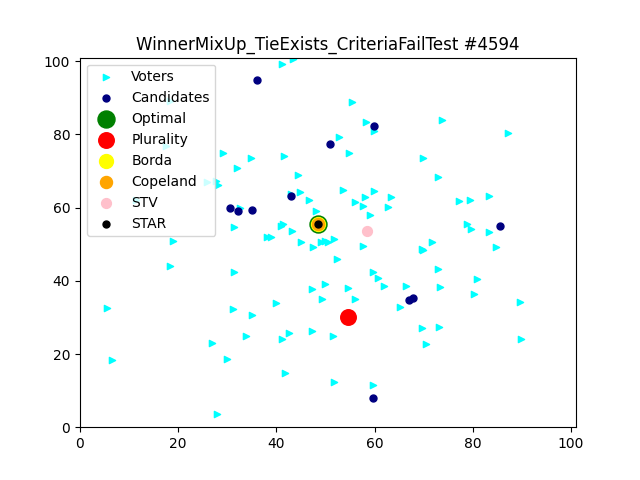 WinnerMixUp_TieExists_CriteriaFailTest #4594
100
80
60
40
20
0
Voters
Candidates
Optimal
Plurality
Borda
Copeland
STV
STAR
0 20 40 60 80 100